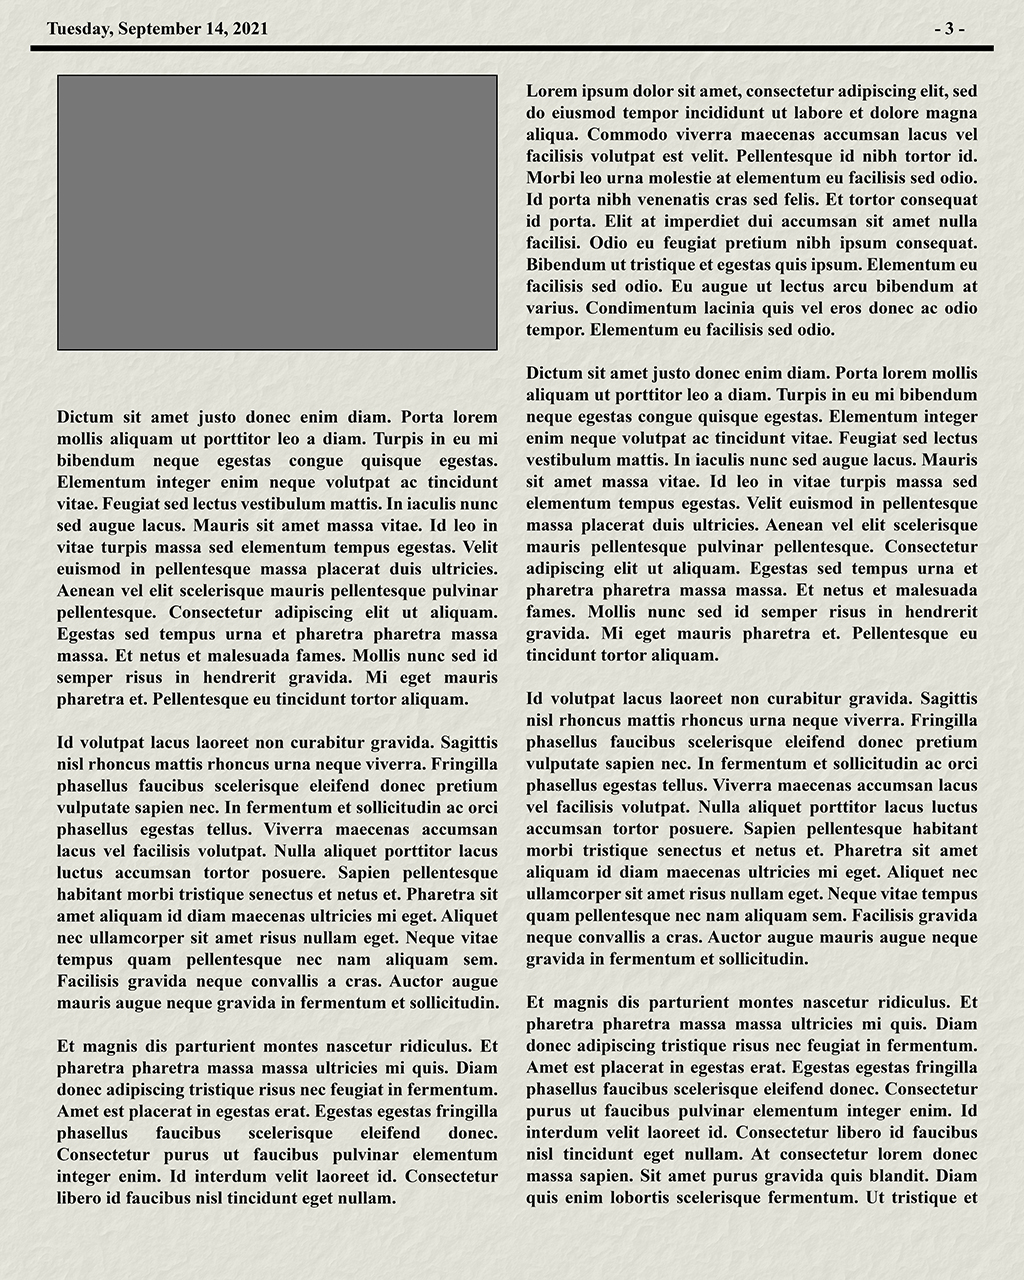 Tuesday, September 14, 2021
- 3 -
Dictum sit amet justo donec enim diam. Porta lorem
mollis aliquam ut porttitor leo a diam. Turpis in eu mi
bibendum neque egestas congue quisque egestas.
Elementum integer enim neque volutpat ac tincidunt
vitae. Feugiat sed lectus vestibulum mattis. In iaculis nunc
sed augue lacus. Mauris sit amet massa vitae. Id leo in
vitae turpis massa sed elementum tempus egestas. Velit
euismod in pellentesque massa placerat duis ultricies.
Aenean vel elit scelerisque mauris pellentesque pulvinar
pellentesque. Consectetur adipiscing elit ut aliquam.
Egestas sed tempus urna et pharetra pharetra massa
massa. Et netus et malesuada fames. Mollis nunc sed id
semper risus in hendrerit gravida. Mi eget mauris
pharetra et. Pellentesque eu tincidunt tortor aliquam.
Id volutpat lacus laoreet non curabitur gravida. Sagittis
nisl rhoncus mattis rhoncus urna neque viverra. Fringilla
phasellus faucibus scelerisque eleifend donec pretium
vulputate sapien nec. In fermentum et sollicitudin ac orci
phasellus egestas tellus. Viverra maecenas accumsan
lacus vel facilisis volutpat. Nulla aliquet porttitor lacus
luctus accumsan tortor posuere. Sapien pellentesque
habitant morbi tristique senectus et netus et. Pharetra sit
amet aliquam id diam maecenas ultricies mi eget. Aliquet
nec ullamcorper sit amet risus nullam eget. Neque vitae
tempus quam pellentesque nec nam aliquam sem.
Facilisis gravida neque convallis a cras. Auctor augue
mauris augue neque gravida in fermentum et sollicitudin.
Et magnis dis parturient montes nascetur ridiculus. Et
pharetra pharetra massa massa ultricies mi quis. Diam
donec adipiscing tristique risus nec feugiat in fermentum.
Amet est placerat in egestas erat. Egestas egestas fringilla
phasellus faucibus scelerisque eleifend donec.
Consectetur purus ut faucibus pulvinar elementum
integer enim. Id interdum velit laoreet id. Consectetur
libero id faucibus nisl tincidunt eget nullam.
Lorem ipsum dolor sit amet, consectetur adipiscing elit, sed
do eiusmod tempor incididunt ut labore et dolore magna
aliqua. Commodo viverra maecenas accumsan lacus vel
facilisis volutpat est velit. Pellentesque id nibh tortor id.
Morbi leo urna molestie at elementum eu facilisis sed odio.
Id porta nibh venenatis cras sed felis. Et tortor consequat
id porta. Elit at imperdiet dui accumsan sit amet nulla
facilisi. Odio eu feugiat pretium nibh ipsum consequat.
Bibendum ut tristique et egestas quis ipsum. Elementum eu
facilisis sed odio. Eu augue ut lectus arcu bibendum at
varius. Condimentum lacinia quis vel eros donec ac odio
tempor. Elementum eu facilisis sed odio.
Dictum sit amet justo donec enim diam. Porta lorem mollis
aliquam ut porttitor leo a diam. Turpis in eu mi bibendum
neque egestas congue quisque egestas. Elementum integer
enim neque volutpat ac tincidunt vitae. Feugiat sed lectus
vestibulum mattis. In iaculis nunc sed augue lacus. Mauris
sit amet massa vitae. Id leo in vitae turpis massa sed
elementum tempus egestas. Velit euismod in pellentesque
massa placerat duis ultricies. Aenean vel elit scelerisque
mauris pellentesque pulvinar pellentesque. Consectetur
adipiscing elit ut aliquam. Egestas sed tempus urna et
pharetra pharetra massa massa. Et netus et malesuada
fames. Mollis nunc sed id semper risus in hendrerit
gravida. Mi eget mauris pharetra et. Pellentesque eu
tincidunt tortor aliquam.
Id volutpat lacus laoreet non curabitur gravida. Sagittis
nisl rhoncus mattis rhoncus urna neque viverra. Fringilla
phasellus faucibus scelerisque eleifend donec pretium
vulputate sapien nec. In fermentum et sollicitudin ac orci
phasellus egestas tellus. Viverra maecenas accumsan lacus
vel facilisis volutpat. Nulla aliquet porttitor lacus luctus
accumsan tortor posuere. Sapien pellentesque habitant
morbi tristique senectus et netus et. Pharetra sit amet
aliquam id diam maecenas ultricies mi eget. Aliquet nec
ullamcorper sit amet risus nullam eget. Neque vitae tempus
quam pellentesque nec nam aliquam sem. Facilisis gravida
neque convallis a cras. Auctor augue mauris augue neque
gravida in fermentum et sollicitudin.
Et magnis dis parturient montes nascetur ridiculus. Et
pharetra pharetra massa massa ultricies mi quis. Diam
donec adipiscing tristique risus nec feugiat in fermentum.
Amet est placerat in egestas erat. Egestas egestas fringilla
phasellus faucibus scelerisque eleifend donec. Consectetur
purus ut faucibus pulvinar elementum integer enim. Id
interdum velit laoreet id. Consectetur libero id faucibus
nisl tincidunt eget nullam. At consectetur lorem donec
massa sapien. Sit amet purus gravida quis blandit. Diam
quis enim lobortis scelerisque fermentum. Ut tristique et